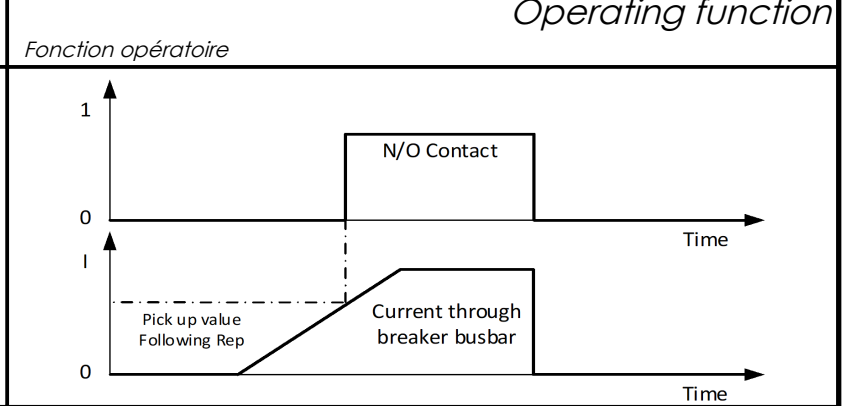 Operating function
Fonction opératoire
1
N/O Contact
0
Time
I
Pick up value
Following Rep
Current through
breaker busbar
0
Time